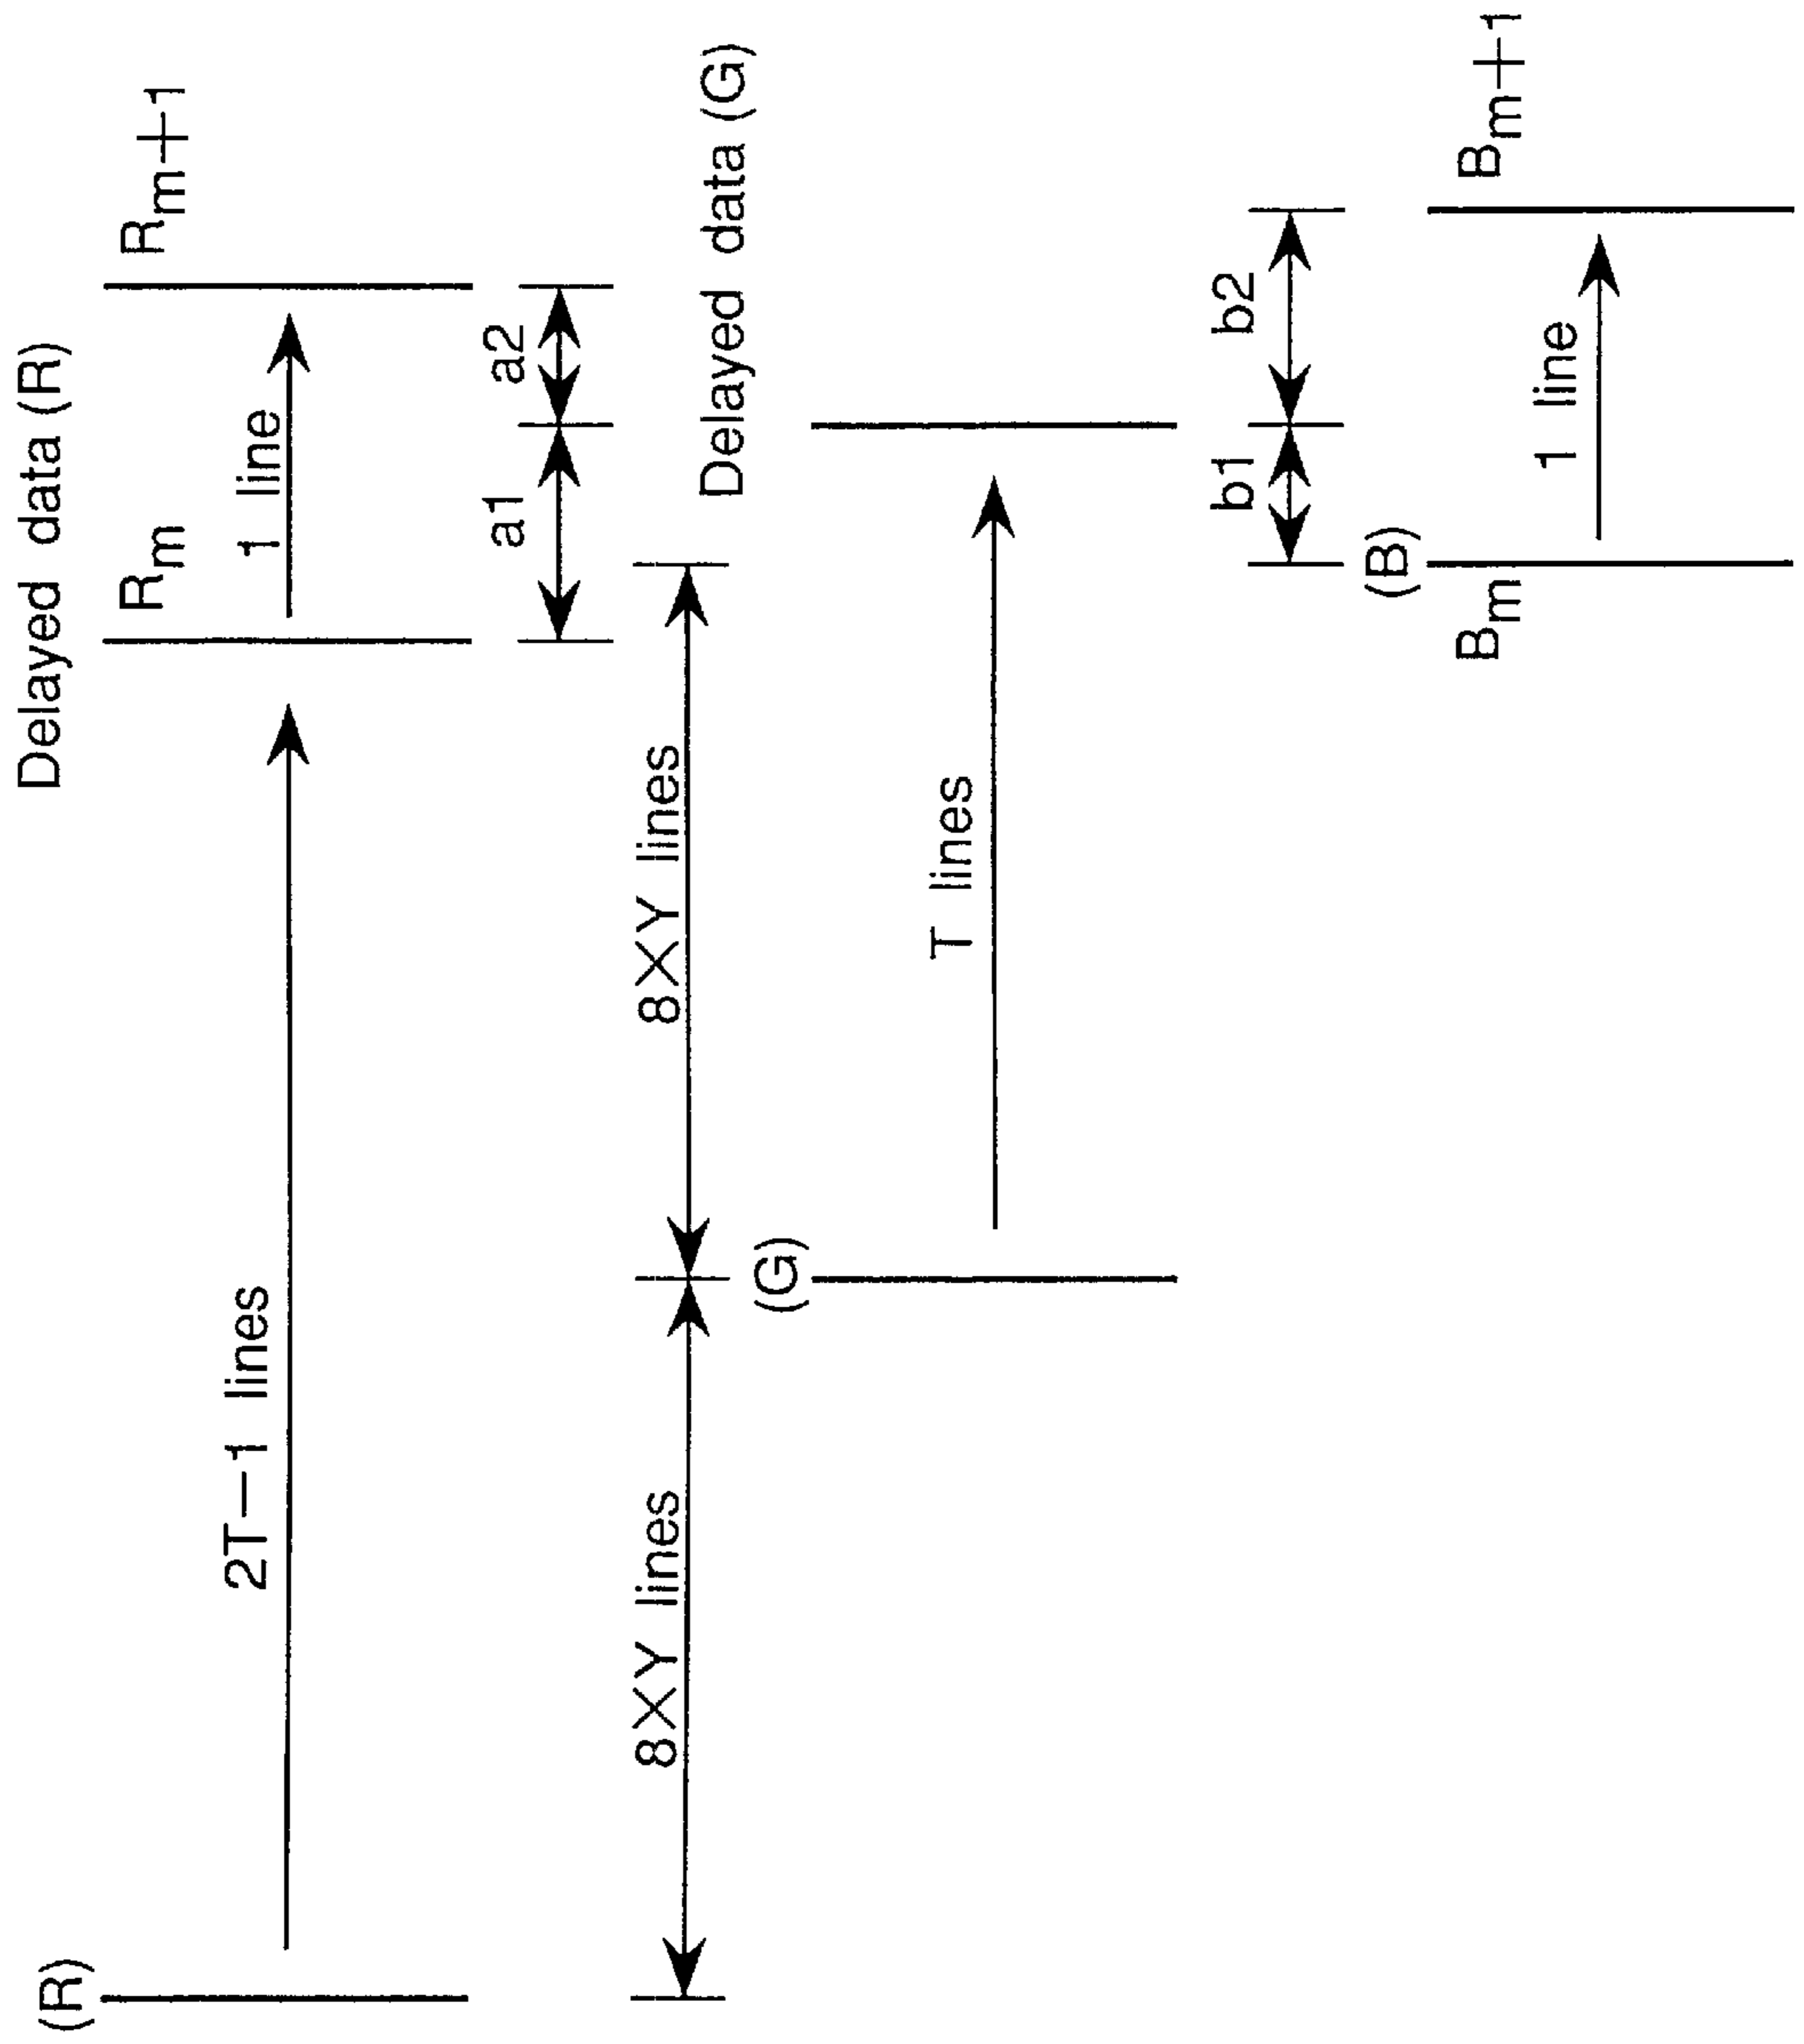 Delayed data (R)
(R)
Rm
Rm+1
2T−1 lines
1 line
a1
a2
8×Y lines
8×Y lines
Delayed data (G)
(G)
T lines
b1
b2
(B)
Bm
Bm+1
1 line